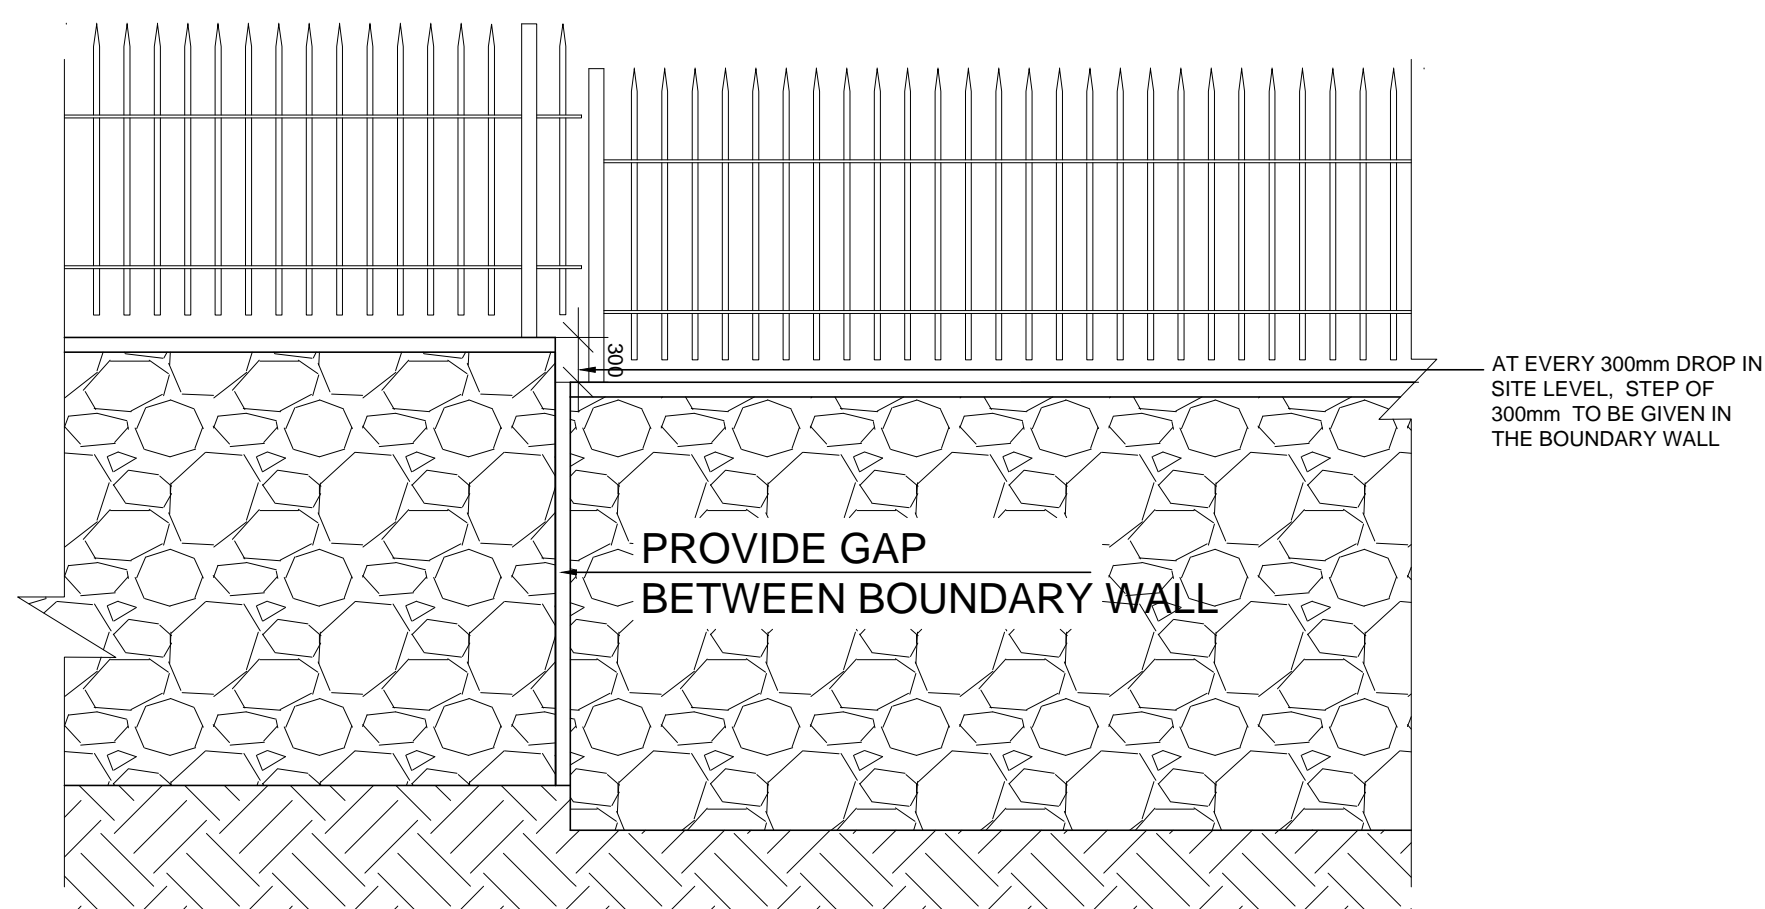 300
AT EVERY 300mm DROP IN
SITE LEVEL, STEP OF
300mm TO BE GIVEN IN
THE BOUNDARY WALL
PROVIDE GAP
BETWEEN BOUNDARY WALL